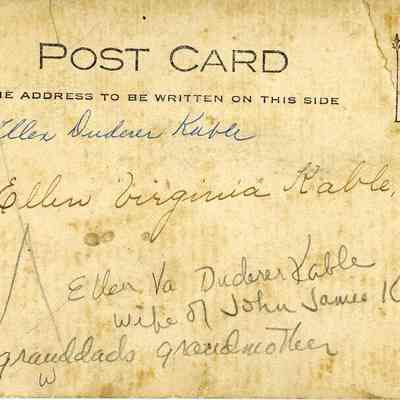 POST CARD
HE ADDRESS TO BE WRITTEN ON THIS SIDE
Ellen Duderer Kable
Ellen Virginia Kable,
Ellen Va Duderer Kable
wife of John James K
granddads grandmother
W